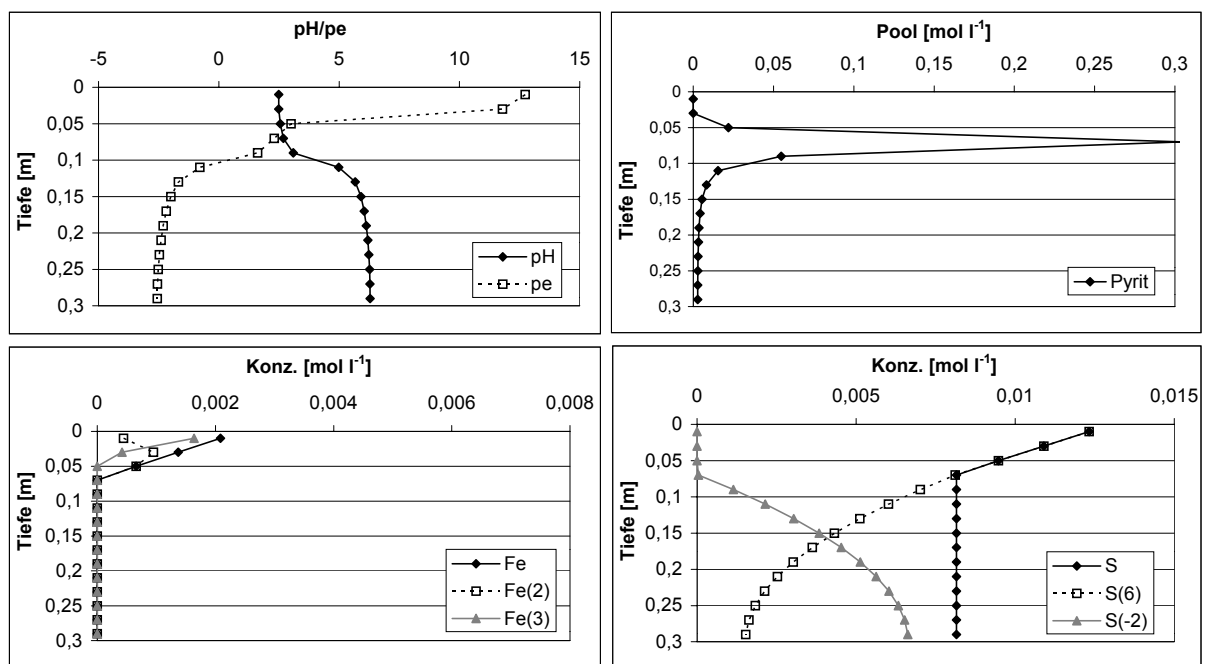 pH/pe
-5 0 5 10 15
0
0,05
0,1
0,15
0,2
0,25
0,3
Tiefe [m]
pH
pe
Pool [mol l⁻¹]
0 0,05 0,1 0,15 0,2 0,25 0,3
0
0,05
0,1
0,15
0,2
0,25
0,3
Tiefe [m]
Pyrit
Konz. [mol l⁻¹]
0 0,002 0,004 0,006 0,008
0
0,05
0,1
0,15
0,2
0,25
0,3
Tiefe [m]
Fe
Fe(2)
Fe(3)
Konz. [mol l⁻¹]
0 0,005 0,01 0,015
0
0,05
0,1
0,15
0,2
0,25
0,3
Tiefe [m]
S
S(6)
S(-2)